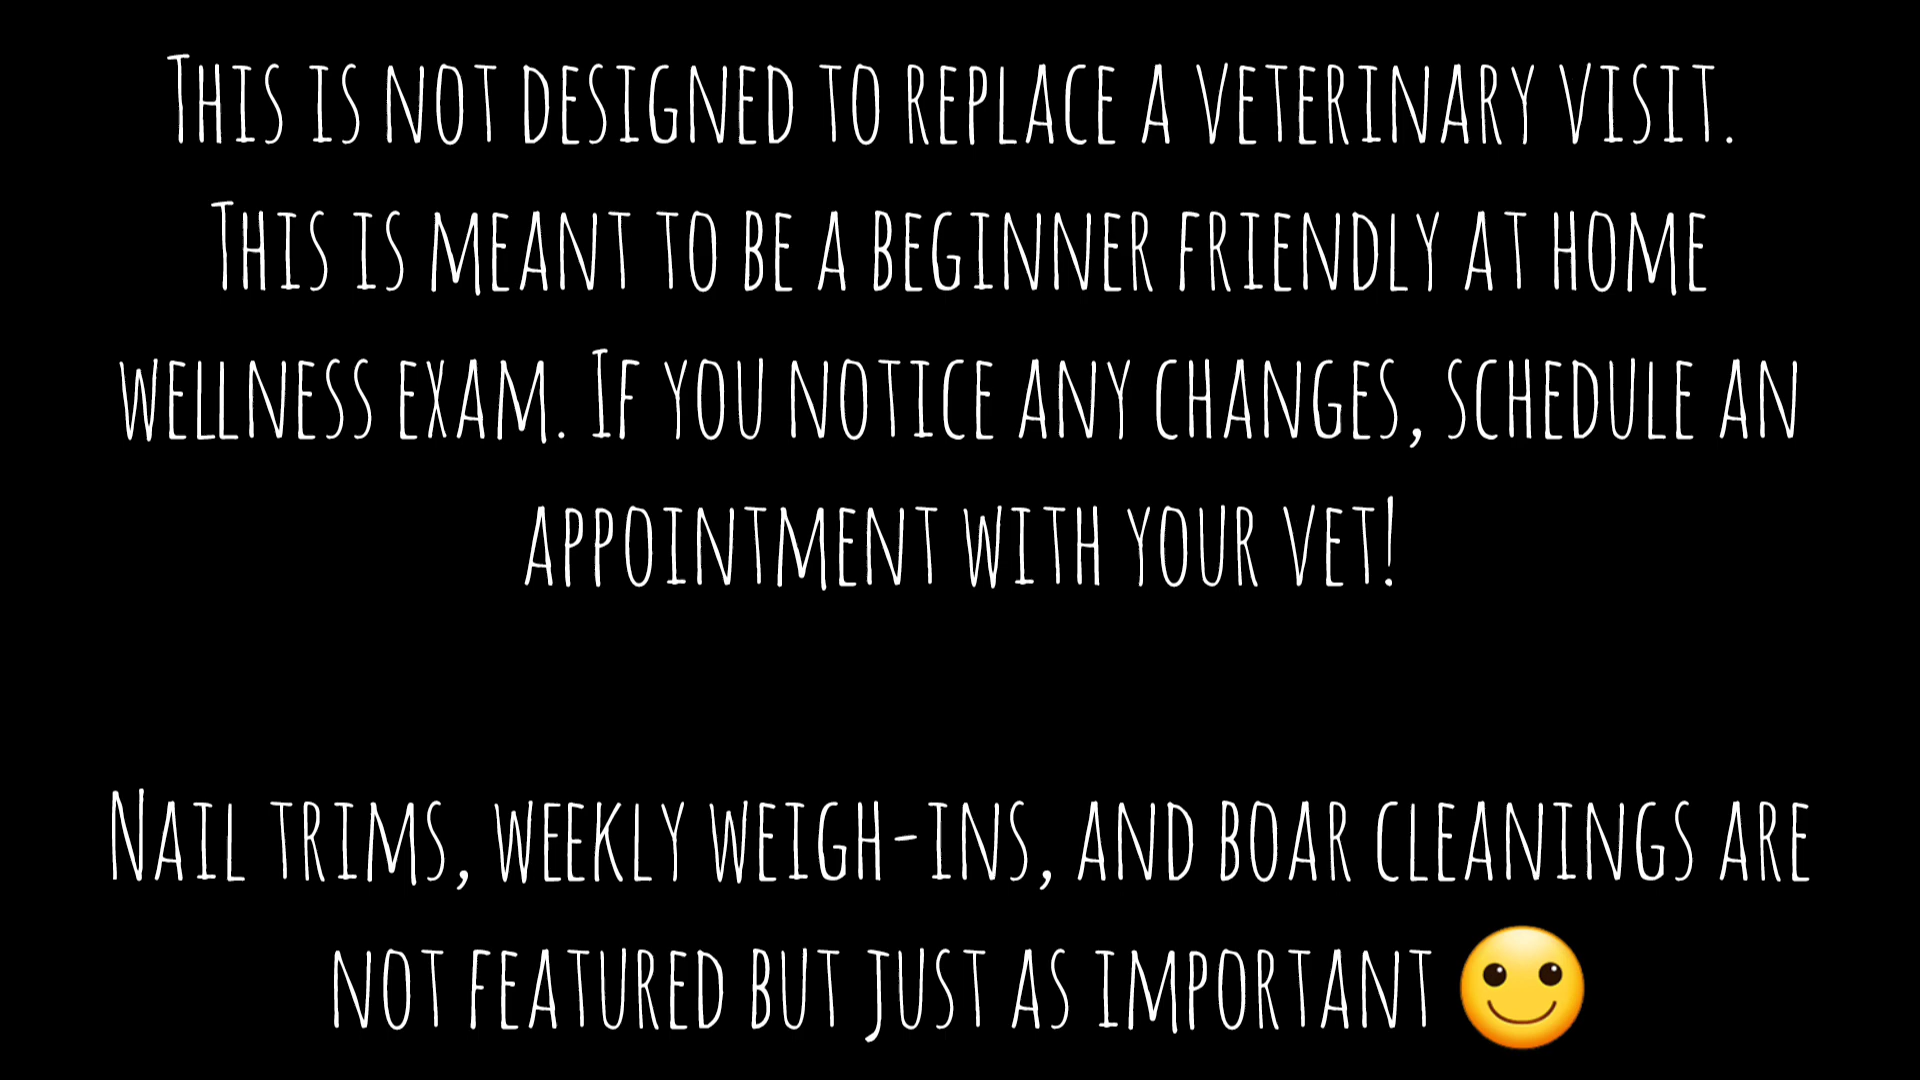 This is not designed to replace a veterinary visit.
This is meant to be a beginner friendly at home
wellness exam. If you notice any changes, schedule an
appointment with your vet!
Nail trims, weekly weigh-ins, and boar cleanings are
not featured but just as important 🙂